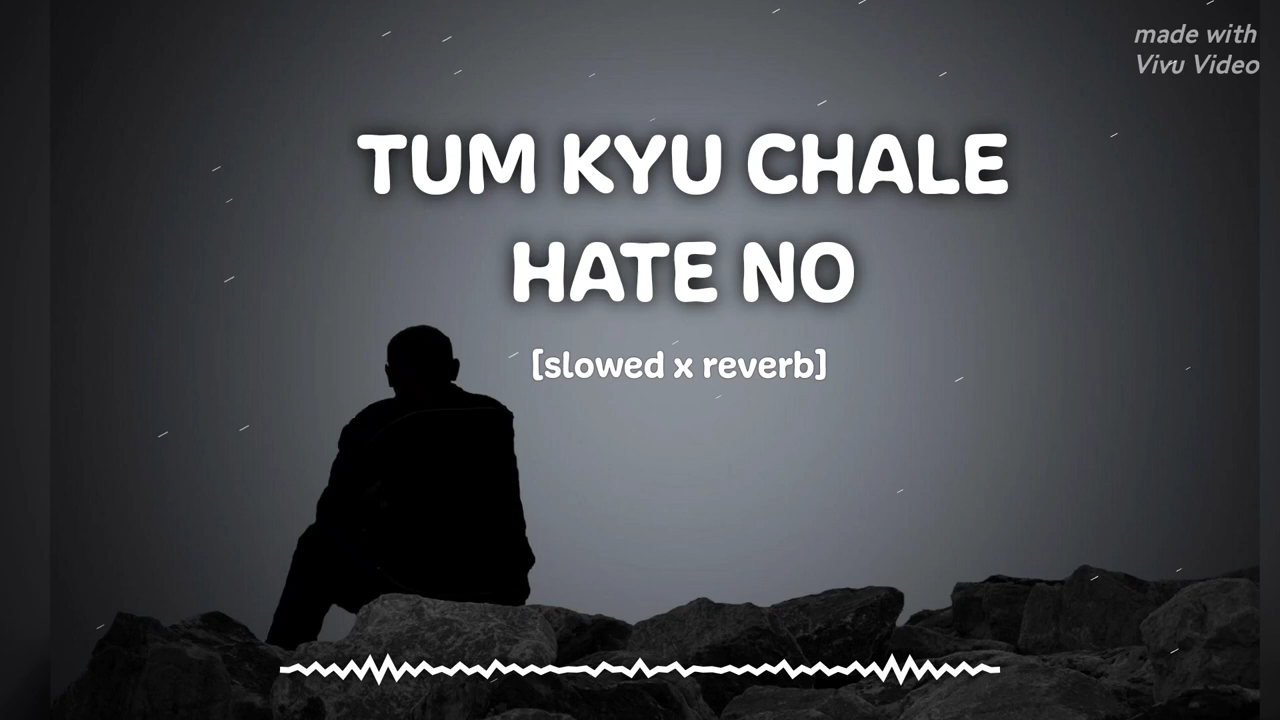 made with
Vivu Video
TUM KYU CHALE
HATE NO
[slowed x reverb]